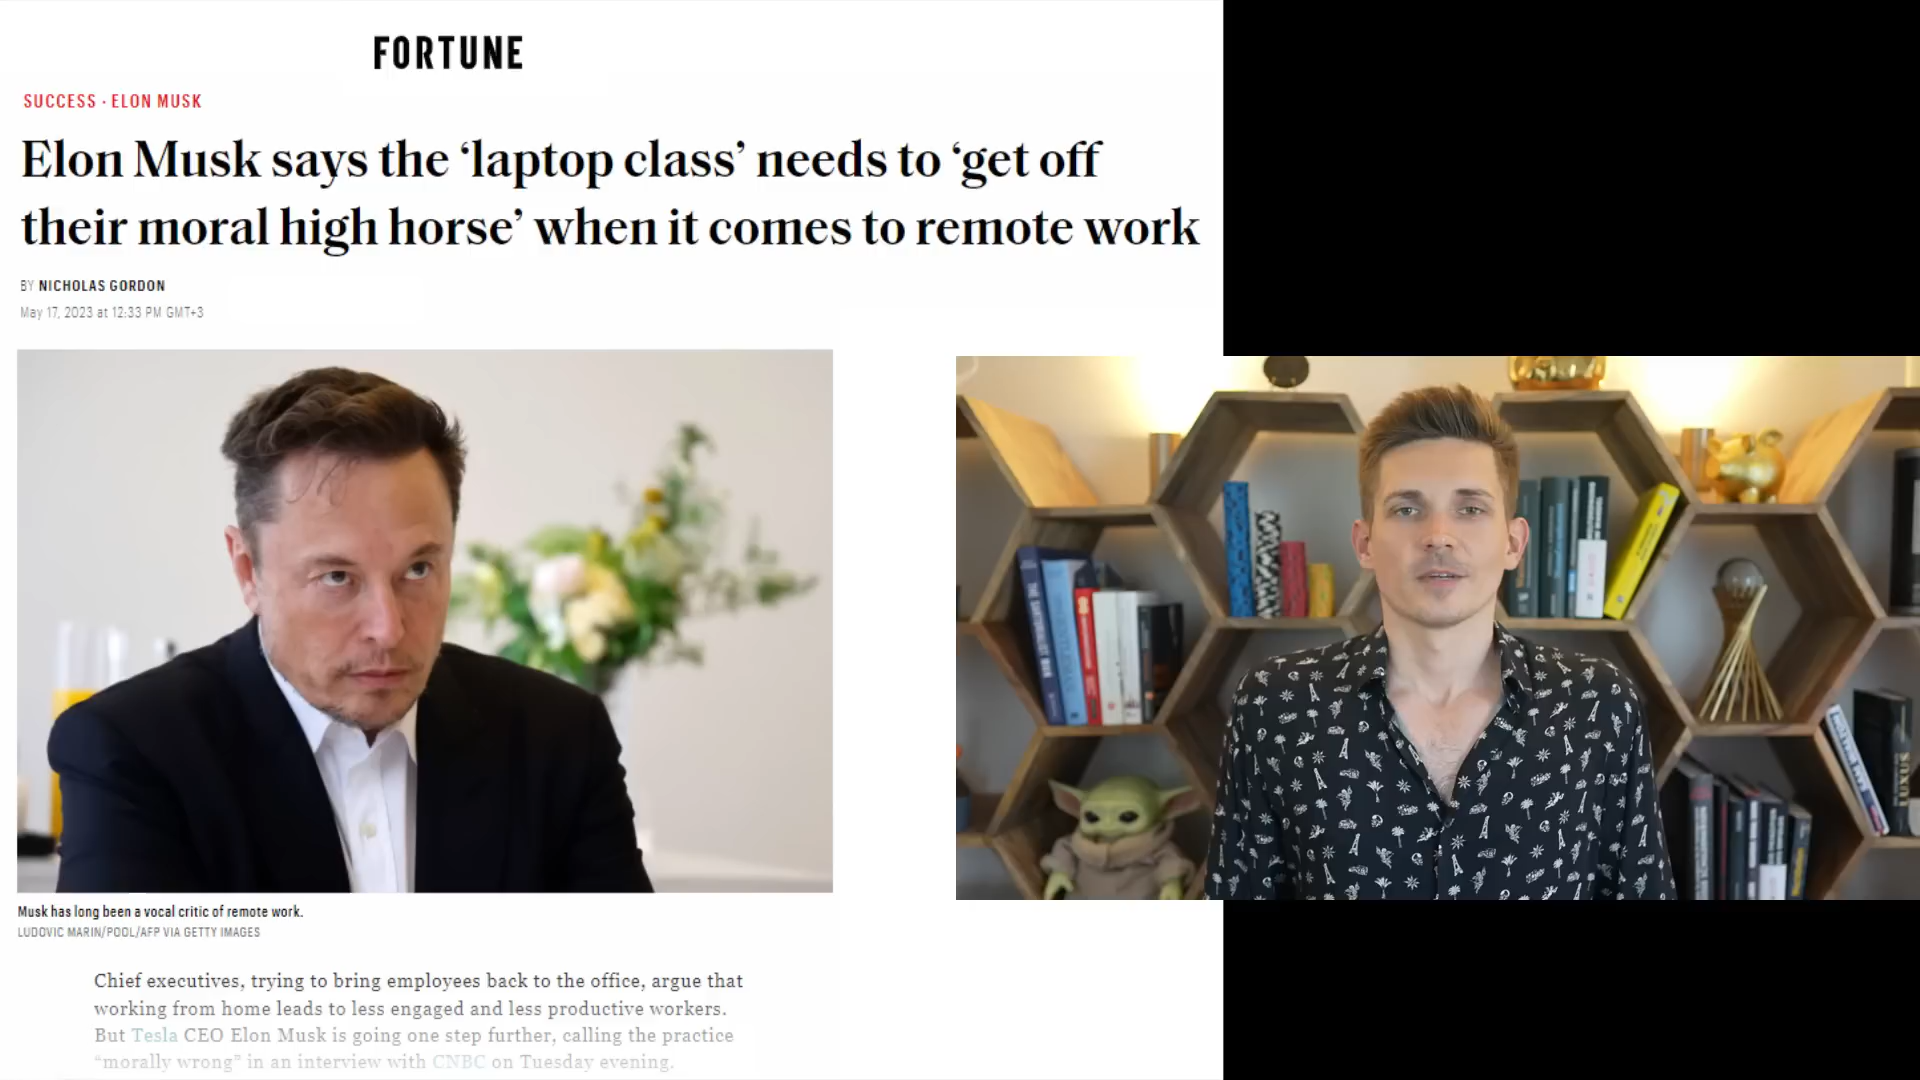 FORTUNE
SUCCESS · ELON MUSK
Elon Musk says the ‘laptop class’ needs to ‘get off
their moral high horse’ when it comes to remote work
BY NICHOLAS GORDON
May 17, 2023 at 12:33 PM GMT+3
Musk has long been a vocal critic of remote work.
LUDOVIC MARIN/POOL/AFP VIA GETTY IMAGES
Chief executives, trying to bring employees back to the office, argue that
working from home leads to less engaged and less productive workers.
But Tesla CEO Elon Musk is going one step further, calling the practice
“morally wrong” in an interview with CNBC on Tuesday evening.
LUXUS